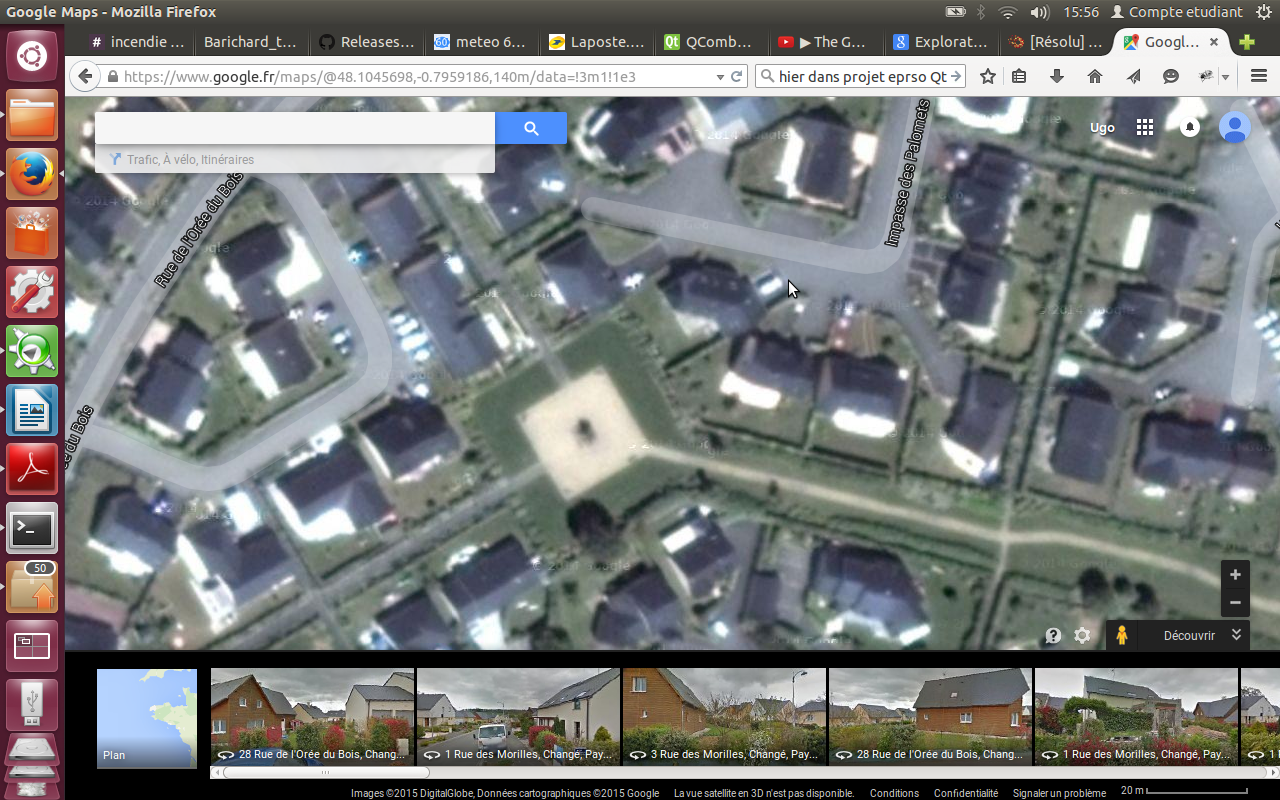 Google Maps - Mozilla Firefox
15:56 Compte etudiant
# incendie ...
Barichard_t...
Releases...
meteo 6...
Laposte....
Qt QComb...
▶ The G...
Explorat...
[Résolu] ...
Googl...
https://www.google.fr/maps/@48.1045698,-0.7959186,140m/data=!3m1!1e3
hier dans projet eprso Qt
Trafic, À vélo, Itinéraires
Ugo
Rue de l'Orée du Bois
Impasse des Palomets
ée du Bois
50
Découvrir
Plan
28 Rue de l'Orée du Bois, Chang...
1 Rue des Morilles, Changé, Pay...
3 Rue des Morilles, Changé, Pay...
28 Rue de l'Orée du Bois, Chang...
1 Rue des Morilles, Changé, Pay...
Images ©2015 DigitalGlobe, Données cartographiques ©2015 Google
La vue satellite en 3D n'est pas disponible.
Conditions
Confidentialité
Signaler un problème
20 m